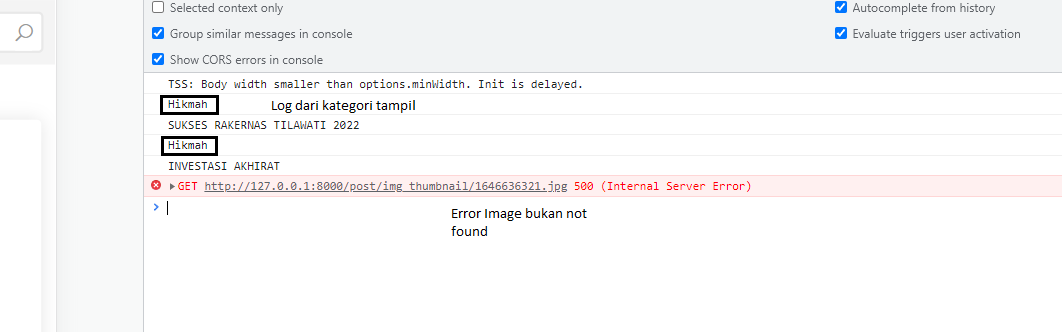 Selected context only
Autocomplete from history
Group similar messages in console
Evaluate triggers user activation
Show CORS errors in console
TSS: Body width smaller than options.minWidth. Init is delayed.
Hikmah
Log dari kategori tampil
SUKSES RAKERNAS TILAWATI 2022
Hikmah
INVESTASI AKHIRAT
GET http://127.0.0.1:8000/post/img_thumbnail/1646636321.jpg 500 (Internal Server Error)
Error Image bukan not
found